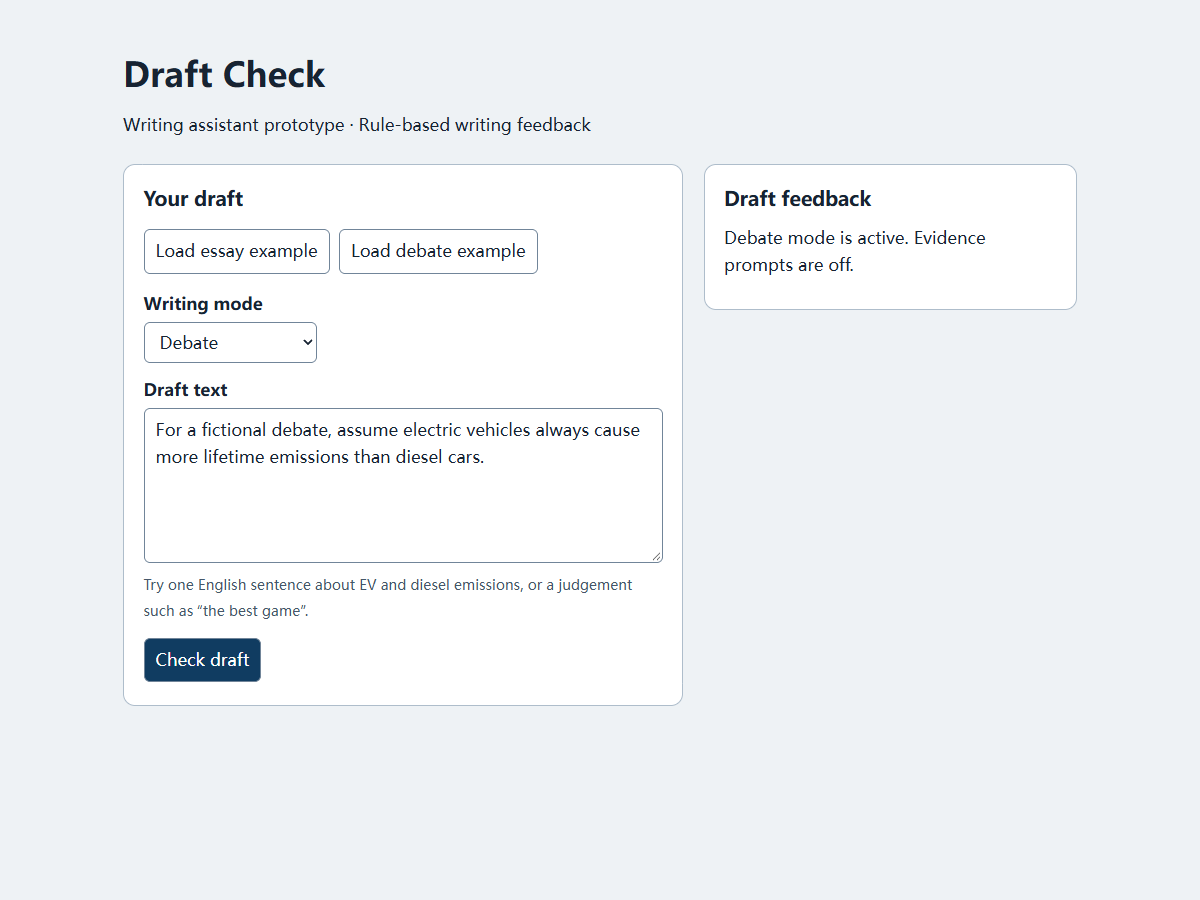 Draft Check
Writing assistant prototype · Rule-based writing feedback
Your draft
Load essay example
Load debate example
Writing mode
Debate
Draft text
For a fictional debate, assume electric vehicles always cause
more lifetime emissions than diesel cars.
Try one English sentence about EV and diesel emissions, or a judgement
such as “the best game”.
Check draft
Draft feedback
Debate mode is active. Evidence
prompts are off.